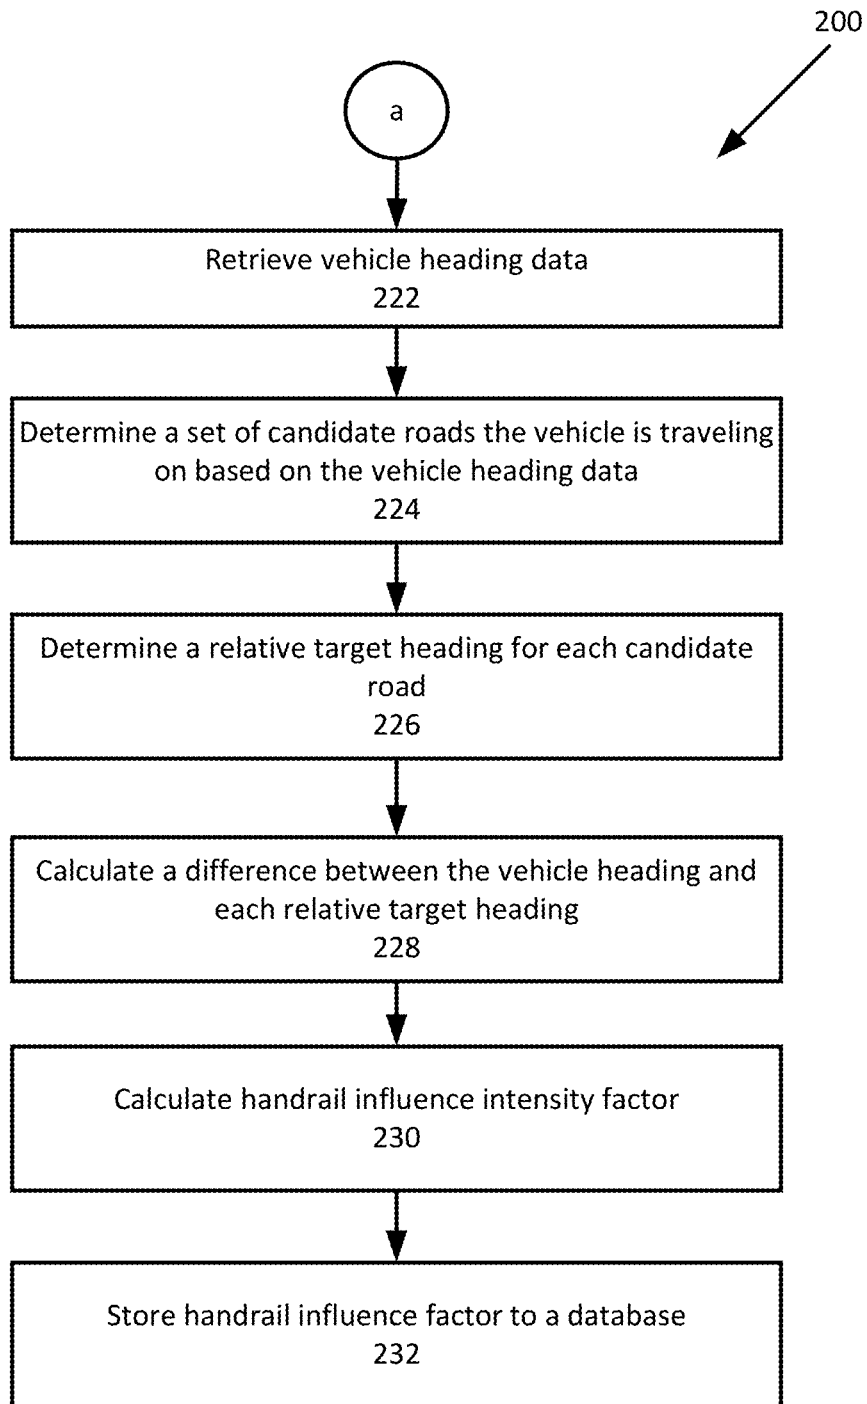 200
a
Retrieve vehicle heading data
222
Determine a set of candidate roads the vehicle is traveling
on based on the vehicle heading data
224
Determine a relative target heading for each candidate
road
226
Calculate a difference between the vehicle heading and
each relative target heading
228
Calculate handrail influence intensity factor
230
Store handrail influence factor to a database
232